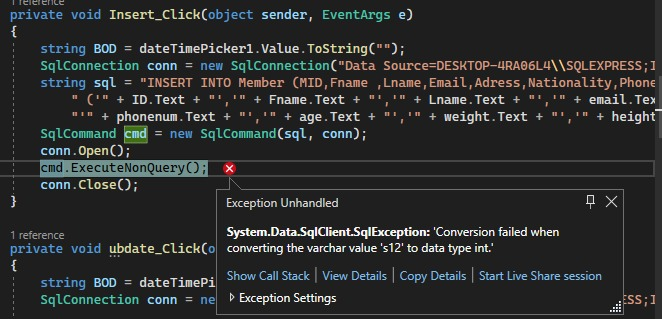 1 reference
private void Insert_Click(object sender, EventArgs e)
{
string BOD = dateTimePicker1.Value.ToString("");
SqlConnection conn = new SqlConnection("Data Source=DESKTOP-4RA06L4\\SQLEXPRESS;I
string sql = "INSERT INTO Member (MID,Fname ,Lname,Email,Adress,Nationality,Phone
" ('" + ID.Text + "','" + Fname.Text + "','" + Lname.Text + "','" + email.Tex
"'" + phonenum.Text + "','" + age.Text + "','" + weight.Text + "','" + height
SqlCommand cmd = new SqlCommand(sql, conn);
conn.Open();
cmd.ExecuteNonQuery();
conn.Close();
}
Exception Unhandled
System.Data.SqlClient.SqlException: 'Conversion failed when
converting the varchar value 's12' to data type int.'
Show Call Stack | View Details | Copy Details | Start Live Share session
Exception Settings
1 reference
private void ubdate_Click(o
{
string BOD = dateTimePi
SqlConnection conn = ne
ESS;I